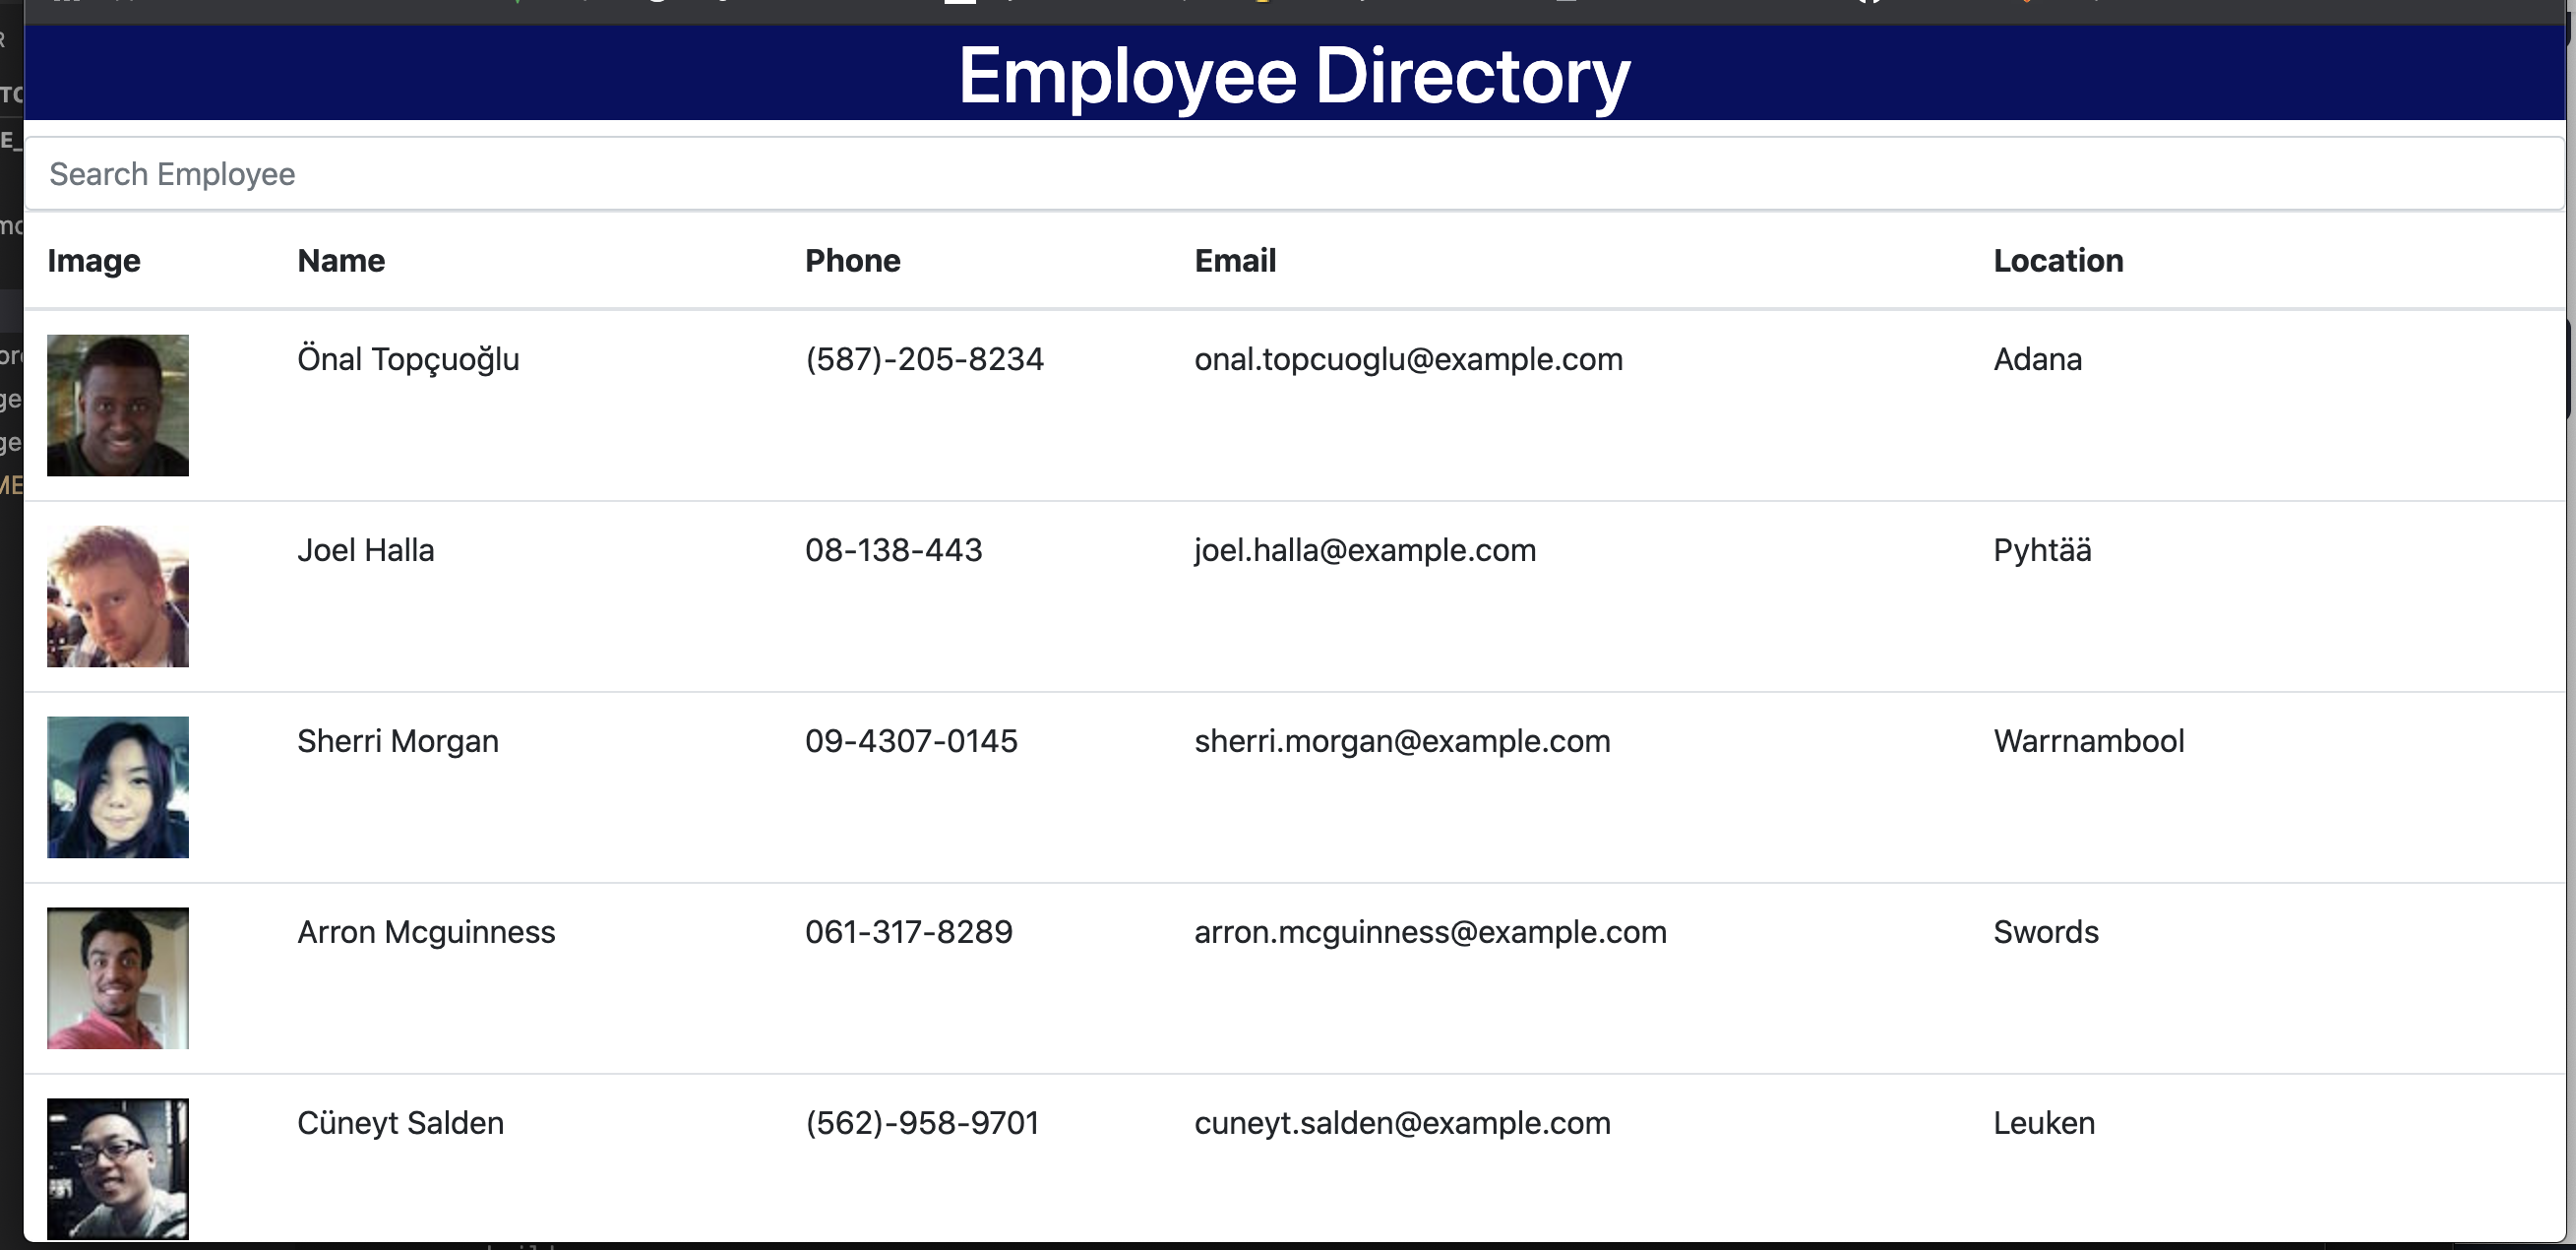 Employee Directory
Search Employee
Image Name Phone Email Location
Önal Topçuoğlu (587)-205-8234 onal.topcuoglu@example.com Adana
Joel Halla 08-138-443 joel.halla@example.com Pyhtää
Sherri Morgan 09-4307-0145 sherri.morgan@example.com Warrnambool
Arron Mcguinness 061-317-8289 arron.mcguinness@example.com Swords
Cüneyt Salden (562)-958-9701 cuneyt.salden@example.com Leuken